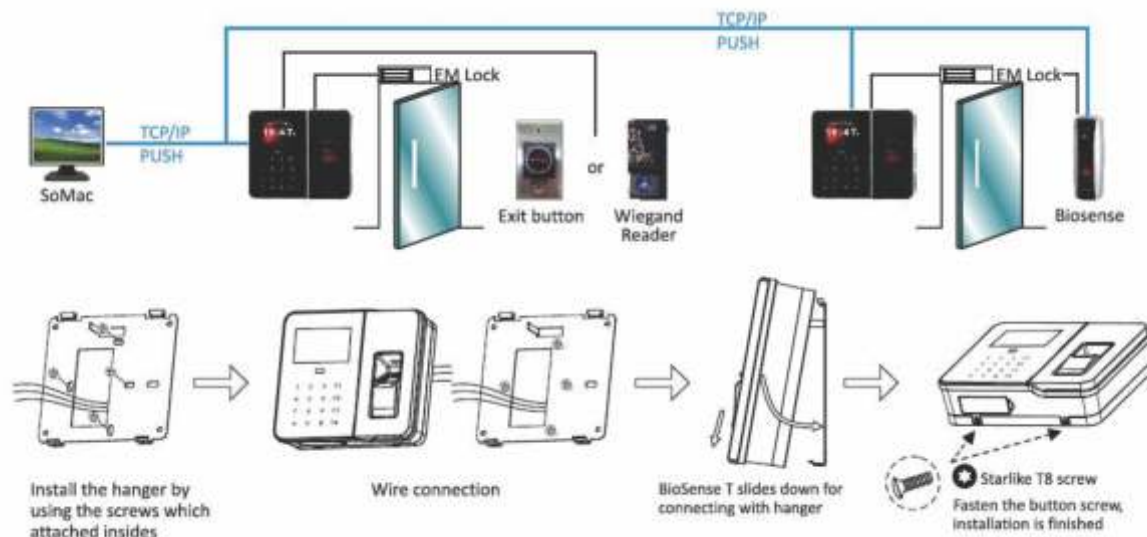 TCP/IP
PUSH
EM Lock
EM Lock
TCP/IP
PUSH
SoMac
Exit button
or
Wiegand
Reader
Biosense
Install the hanger by
using the screws which
attached insides
Wire connection
BioSense T slides down for
connecting with hanger
Starlike T8 screw
Fasten the button screw,
installation is finished